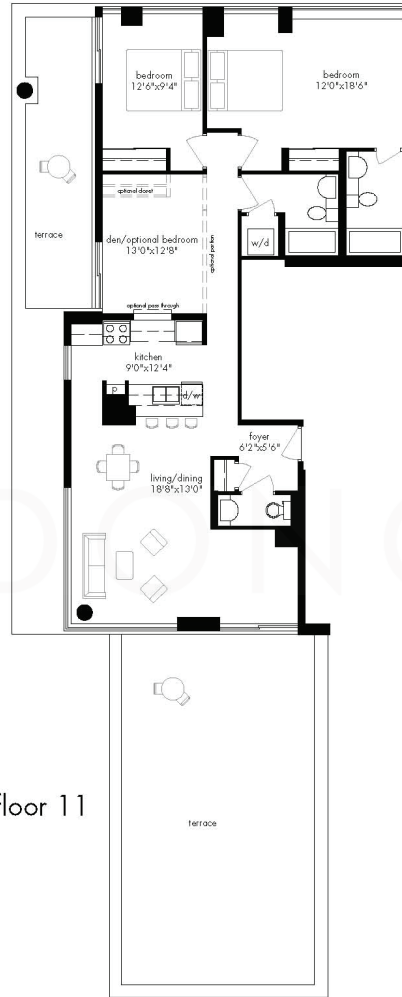 bedroom
12'6"x9'4"
bedroom
12'0"x18'6"
optional closet
terrace
den/optional bedroom
13'0"x12'8"
optional partion
w/d
optional pass through
kitchen
9'0"x12'4"
p
d/w
foyer
6'2"x5'6"
living/dining
18'8"x13'0"
floor 11
terrace